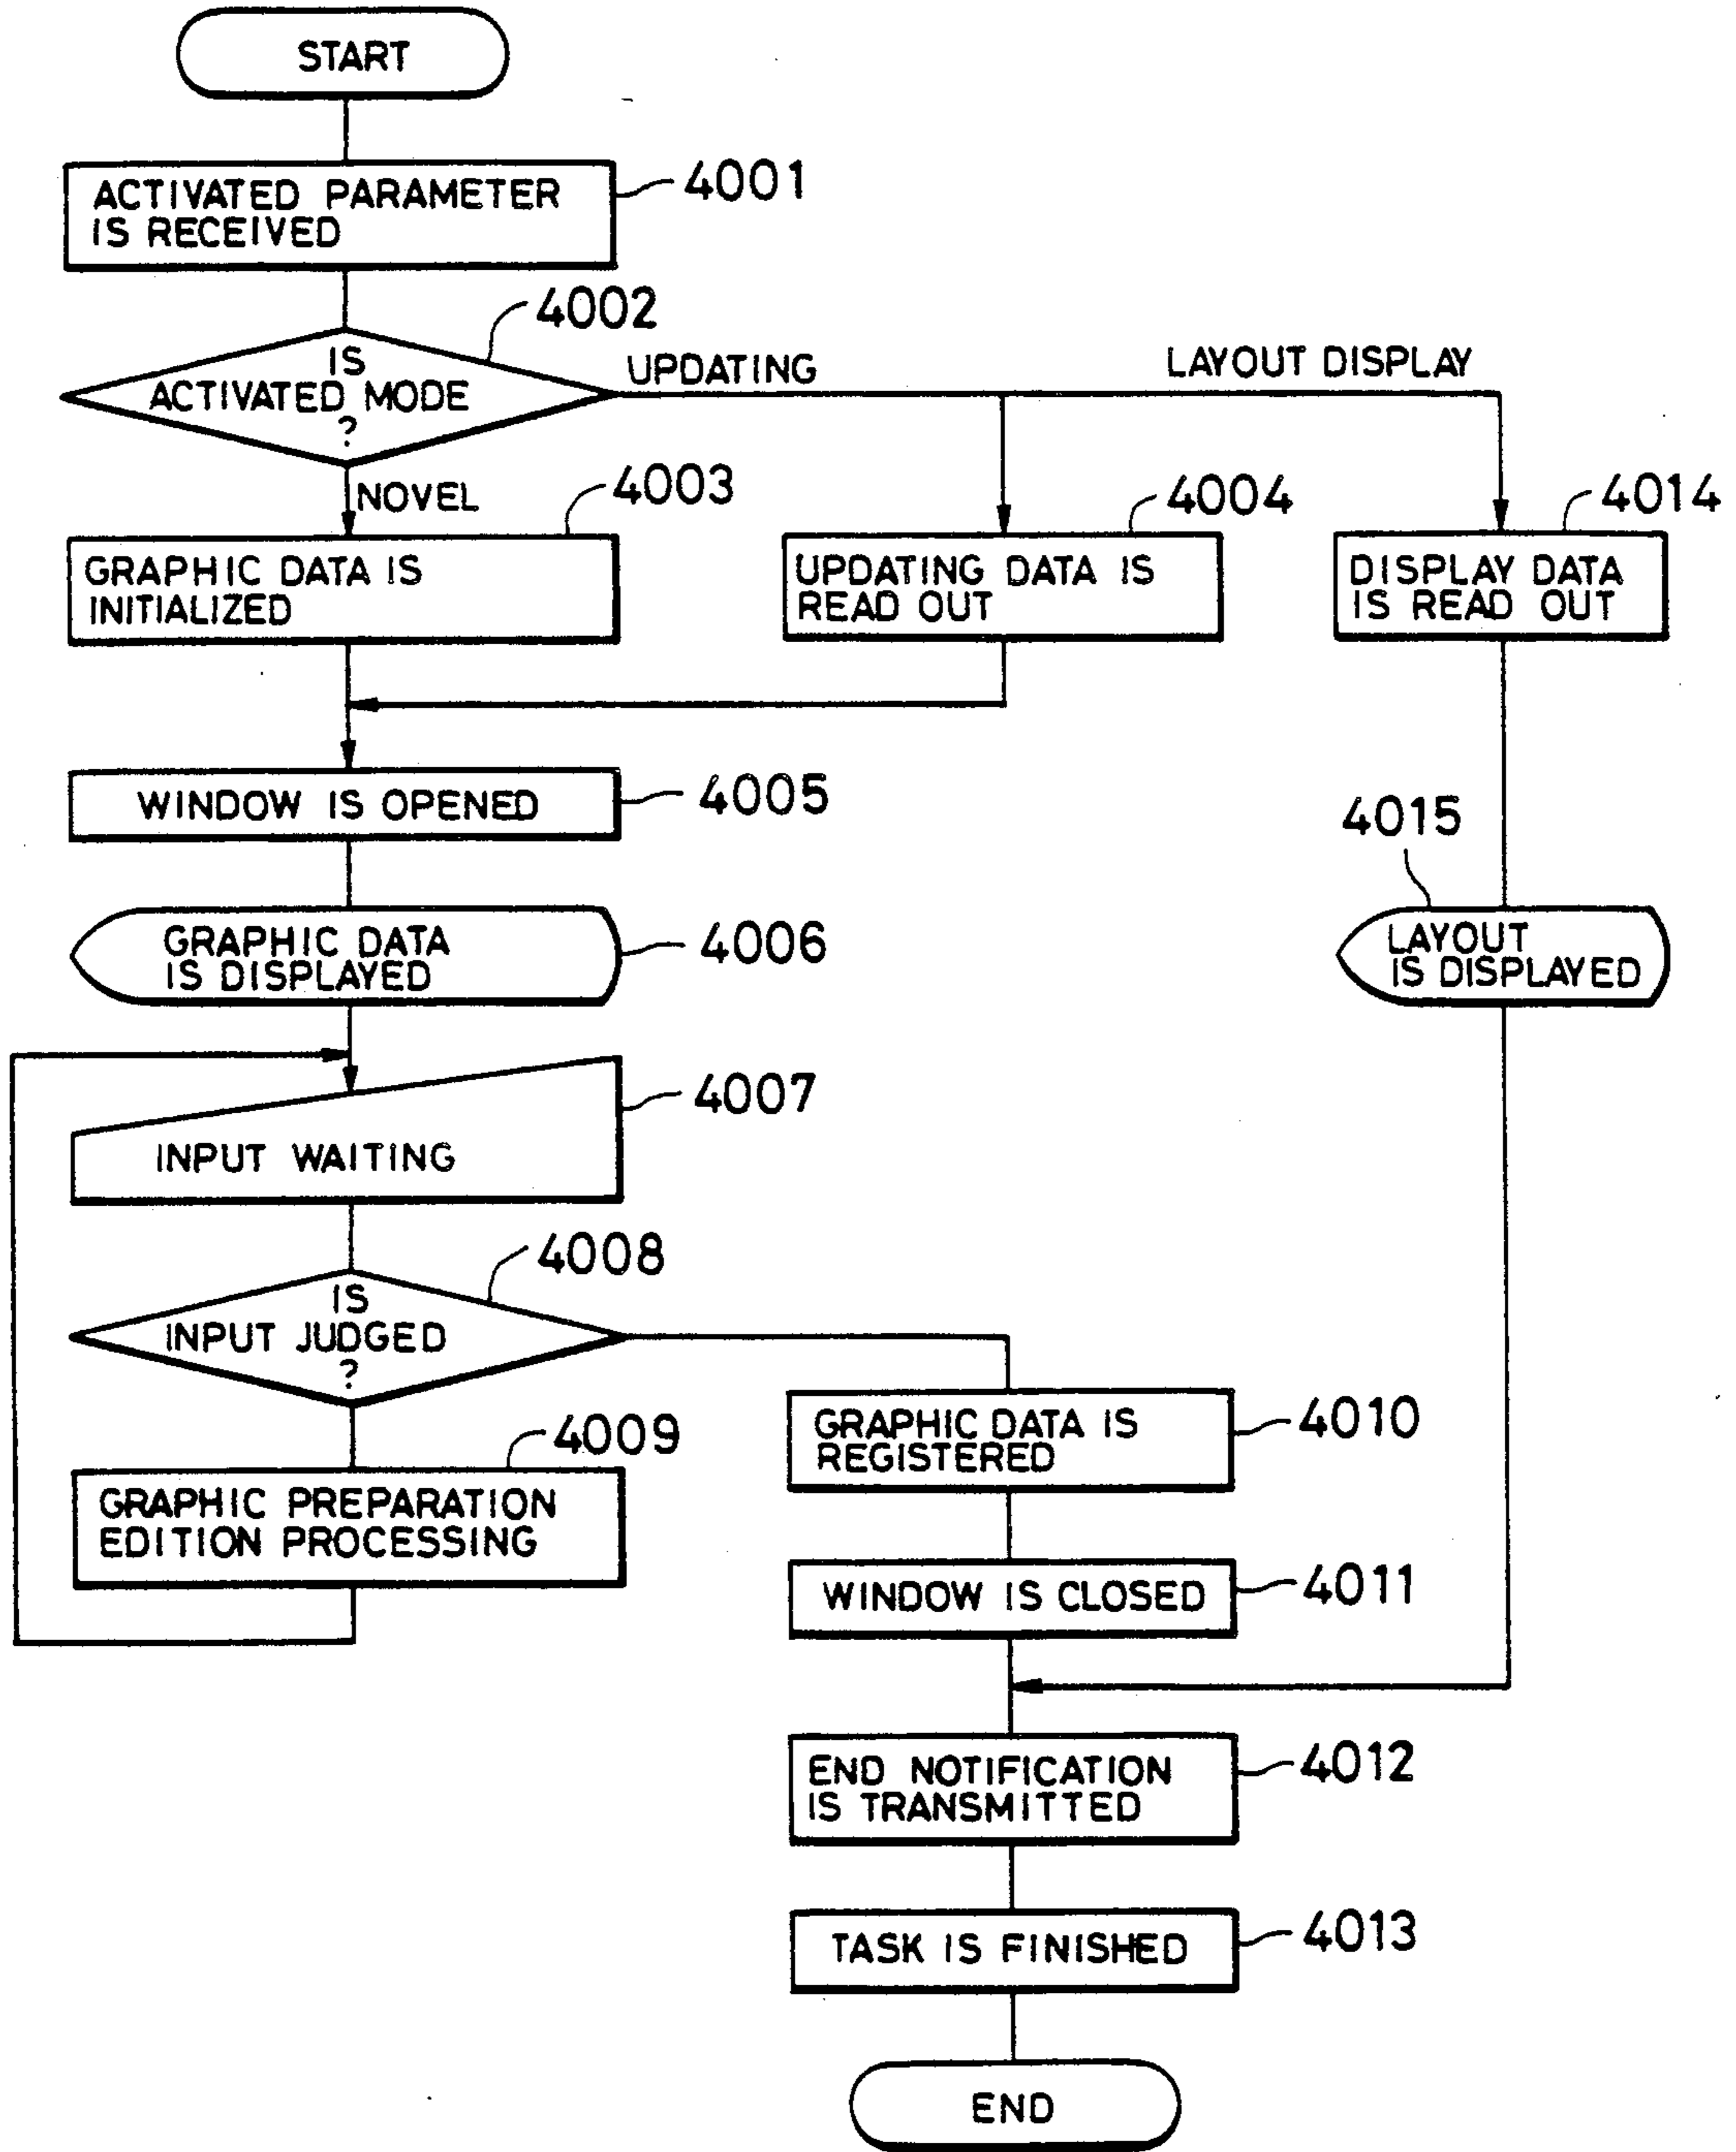 START
ACTIVATED PARAMETER
IS RECEIVED
4001
4002
IS
ACTIVATED MODE
?
UPDATING
LAYOUT DISPLAY
NOVEL
4003
GRAPHIC DATA IS
INITIALIZED
4004
UPDATING DATA IS
READ OUT
4014
DISPLAY DATA
IS READ OUT
WINDOW IS OPENED
4005
4015
LAYOUT
IS DISPLAYED
GRAPHIC DATA
IS DISPLAYED
4006
INPUT WAITING
4007
4008
IS
INPUT JUDGED
?
4009
GRAPHIC PREPARATION
EDITION PROCESSING
GRAPHIC DATA IS
REGISTERED
4010
WINDOW IS CLOSED
4011
END NOTIFICATION
IS TRANSMITTED
4012
TASK IS FINISHED
4013
END